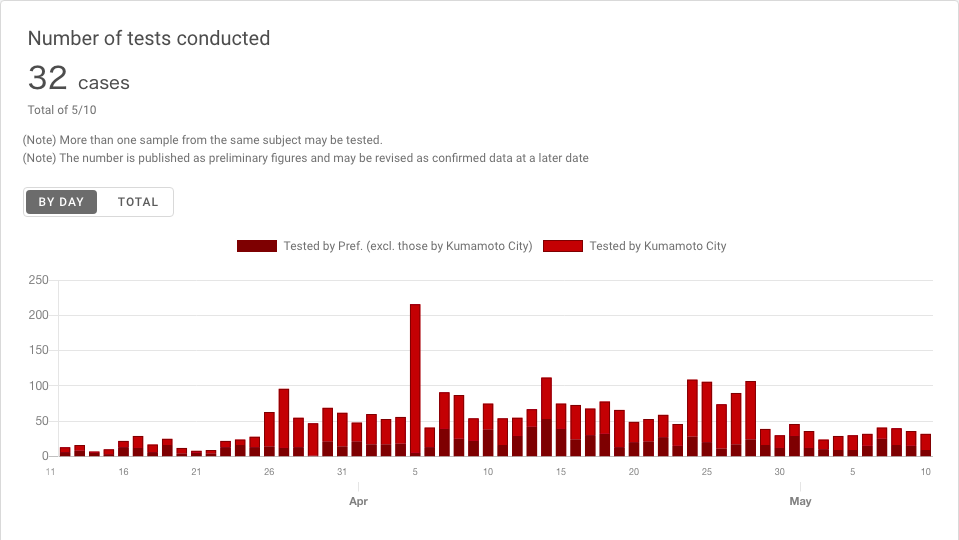 Number of tests conducted
32 cases
Total of 5/10
(Note) More than one sample from the same subject may be tested.
(Note) The number is published as preliminary figures and may be revised as confirmed data at a later date
BY DAY TOTAL
Tested by Pref. (excl. those by Kumamoto City) Tested by Kumamoto City
250
200
150
100
50
0
11 16 21 26 31 5 10 15 20 25 30 5 10
Apr May